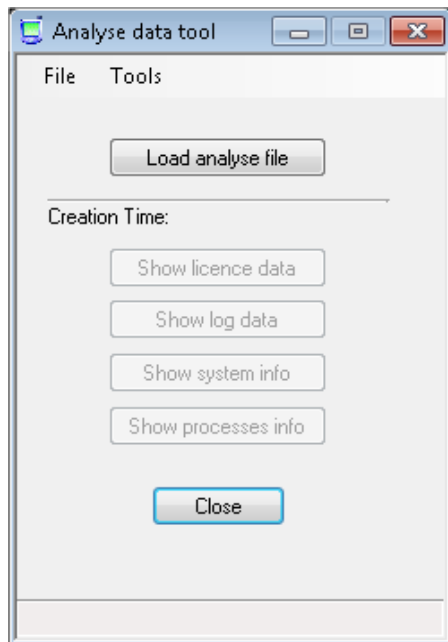 Analyse data tool
File Tools
Load analyse file
Creation Time:
Show licence data
Show log data
Show system info
Show processes info
Close